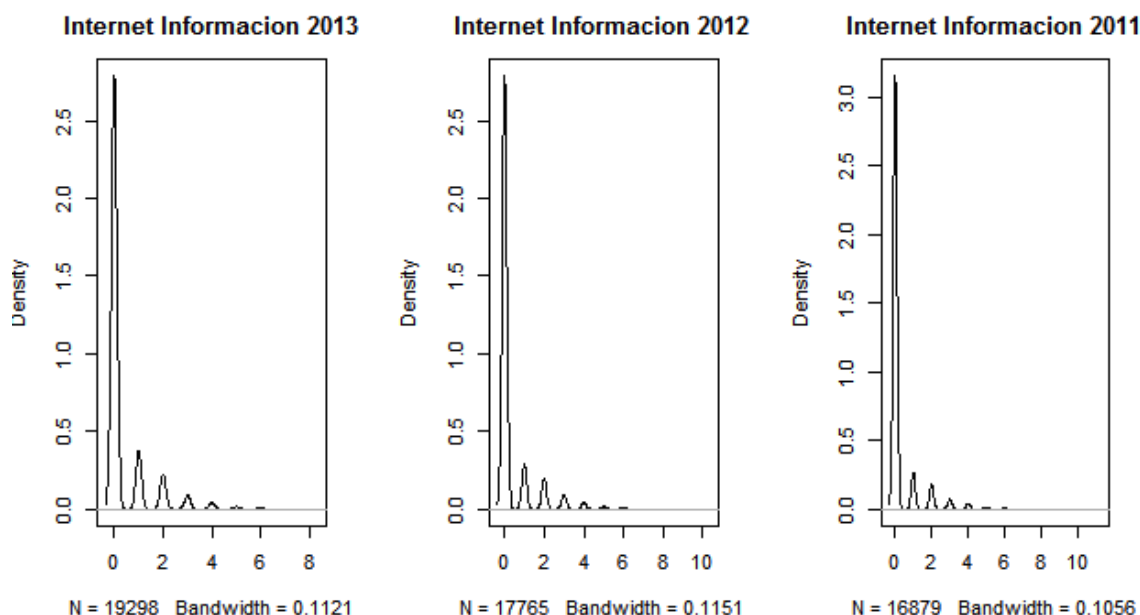 Internet Informacion 2013
Density
0.0 0.5 1.0 1.5 2.0 2.5
0 2 4 6 8
N = 19298 Bandwidth = 0.1121
Internet Informacion 2012
Density
0.0 0.5 1.0 1.5 2.0 2.5
0 2 4 6 8 10
N = 17765 Bandwidth = 0.1151
Internet Informacion 2011
Density
0.0 0.5 1.0 1.5 2.0 2.5 3.0
0 2 4 6 8 10
N = 16879 Bandwidth = 0.1056